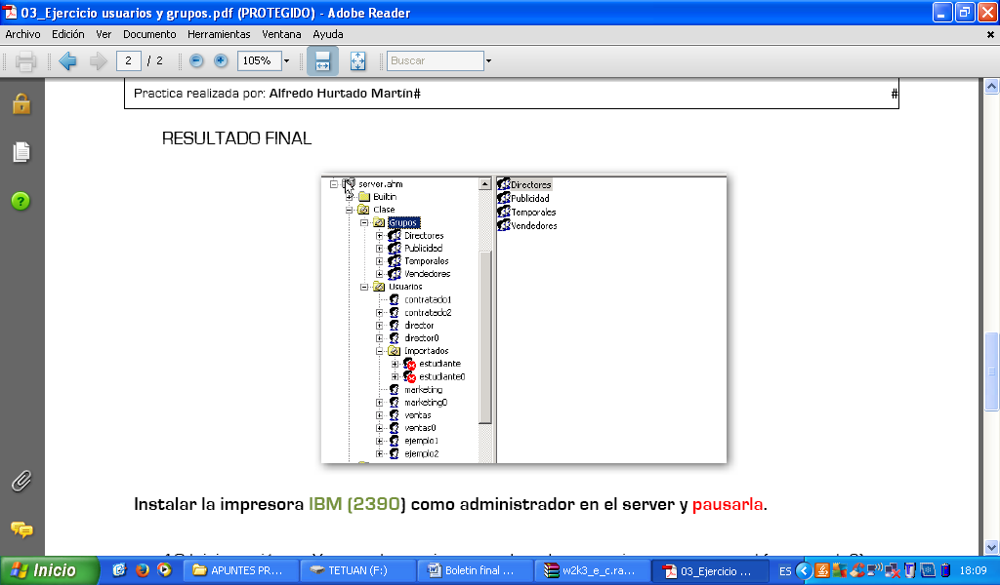 03_Ejercicio usuarios y grupos.pdf (PROTEGIDO) - Adobe Reader
Archivo Edición Ver Documento Herramientas Ventana Ayuda
2 / 2 105% Buscar
Practica realizada por: Alfredo Hurtado Martín# #
RESULTADO FINAL
server.ahm
Builtin
Clase
Grupos
Directores
Publicidad
Temporales
Vendedores
Usuarios
contratado1
contratado2
director
director0
Importados
estudiante
estudiante0
marketing
marketing0
ventas
ventas0
ejemplo1
ejemplo2
Directores
Publicidad
Temporales
Vendedores
Instalar la impresora IBM (2390) como administrador en el server y pausarla.
Inicio APUNTES PR... TETUAN (F:) Boletin final ... w2k3_e_c.ra... 03_Ejercicio ... ES 18:09